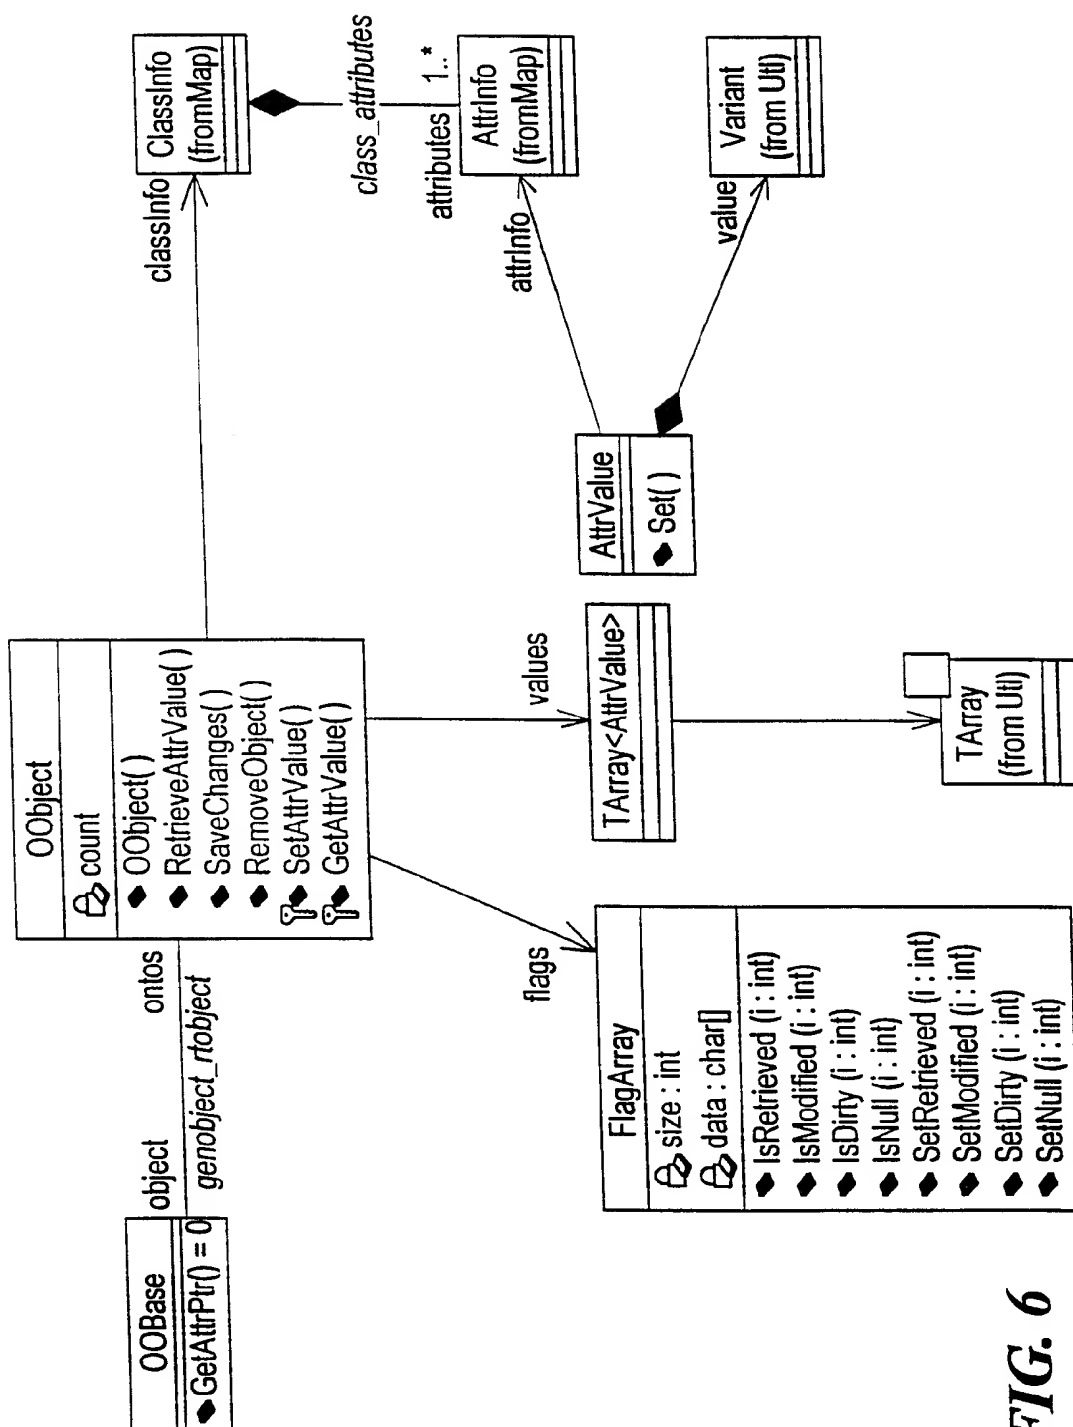 OOBase
GetAttrPtr() = 0
object
genobject_rtobject
ontos
OObject
count
OObject( )
RetrieveAttrValue( )
SaveChanges( )
RemoveObject( )
SetAttrValue( )
GetAttrValue( )
classInfo
ClassInfo
(fromMap)
class_attributes
attributes
1..*
AttrInfo
(fromMap)
attrInfo
AttrValue
Set( )
value
Variant
(from Utl)
flags
FlagArray
size : int
data : char[]
IsRetrieved (i : int)
IsModified (i : int)
IsDirty (i : int)
IsNull (i : int)
SetRetrieved (i : int)
SetModified (i : int)
SetDirty (i : int)
SetNull (i : int)
values
TArray<AttrValue>
TArray
(from Utl)
FIG. 6